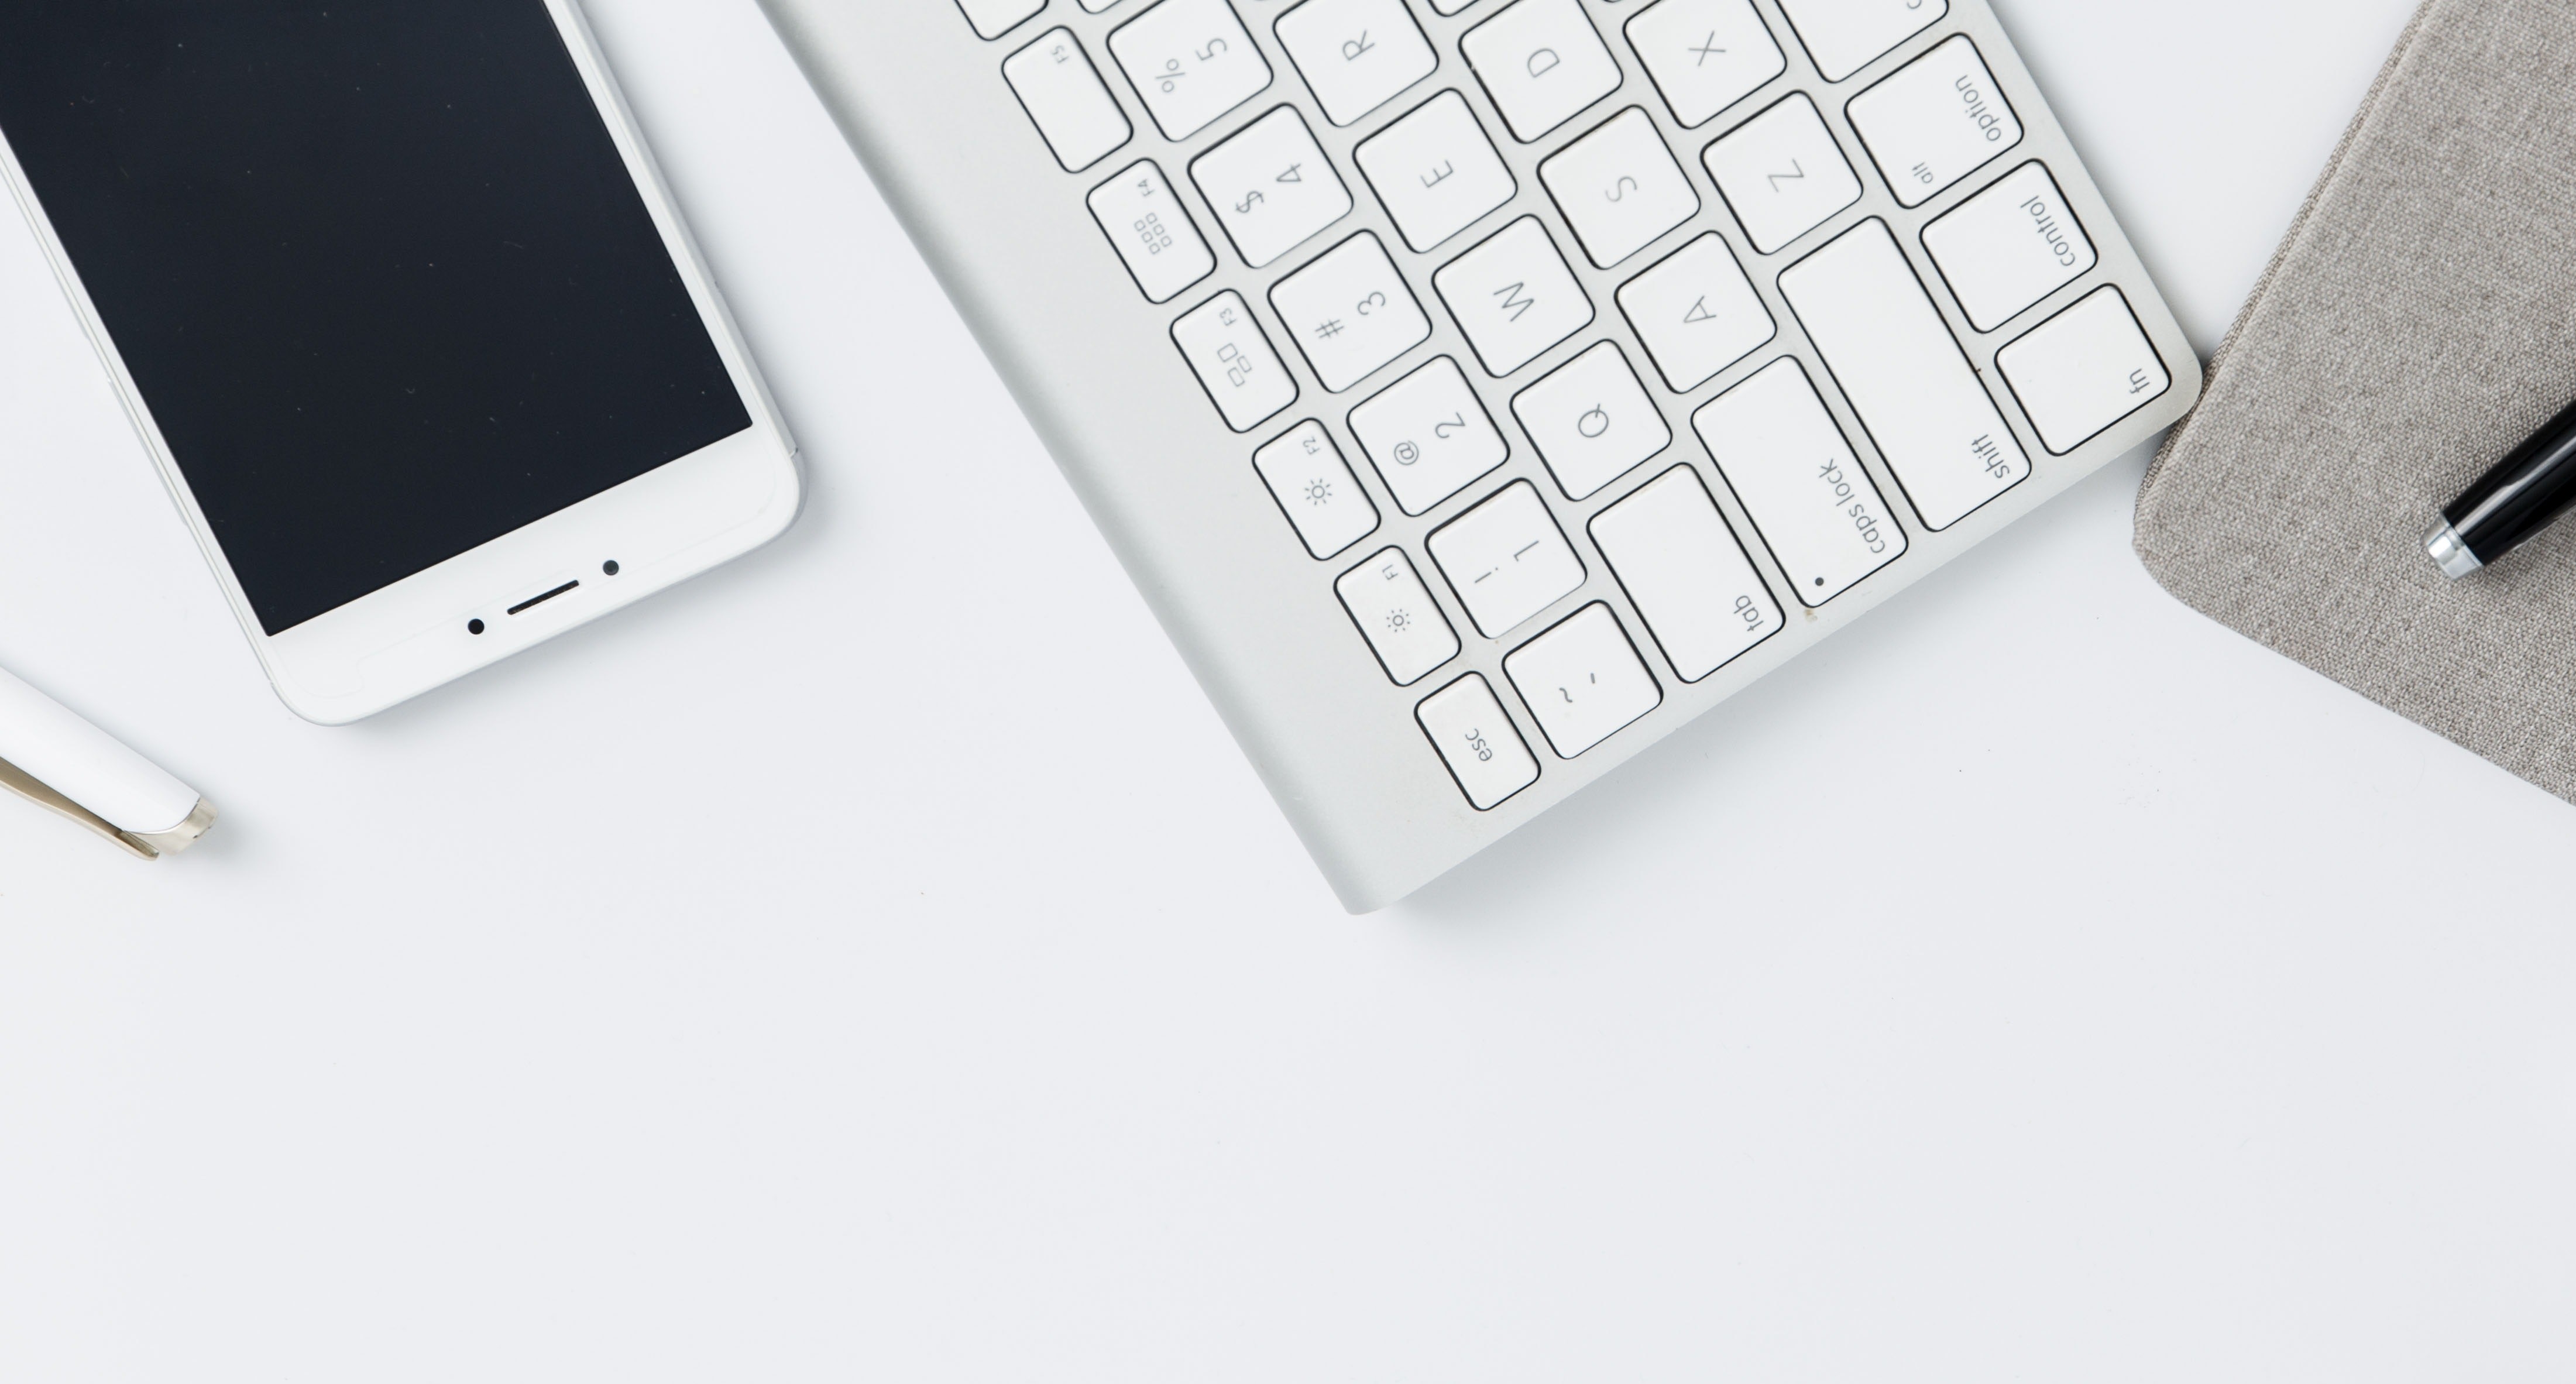 esc
F1
F2
F3
F4
F5
~ `
! 1
@ 2
# 3
$ 4
% 5
tab
Q
W
E
R
caps lock
A
S
D
shift
Z
X
fn
control
alt option
c